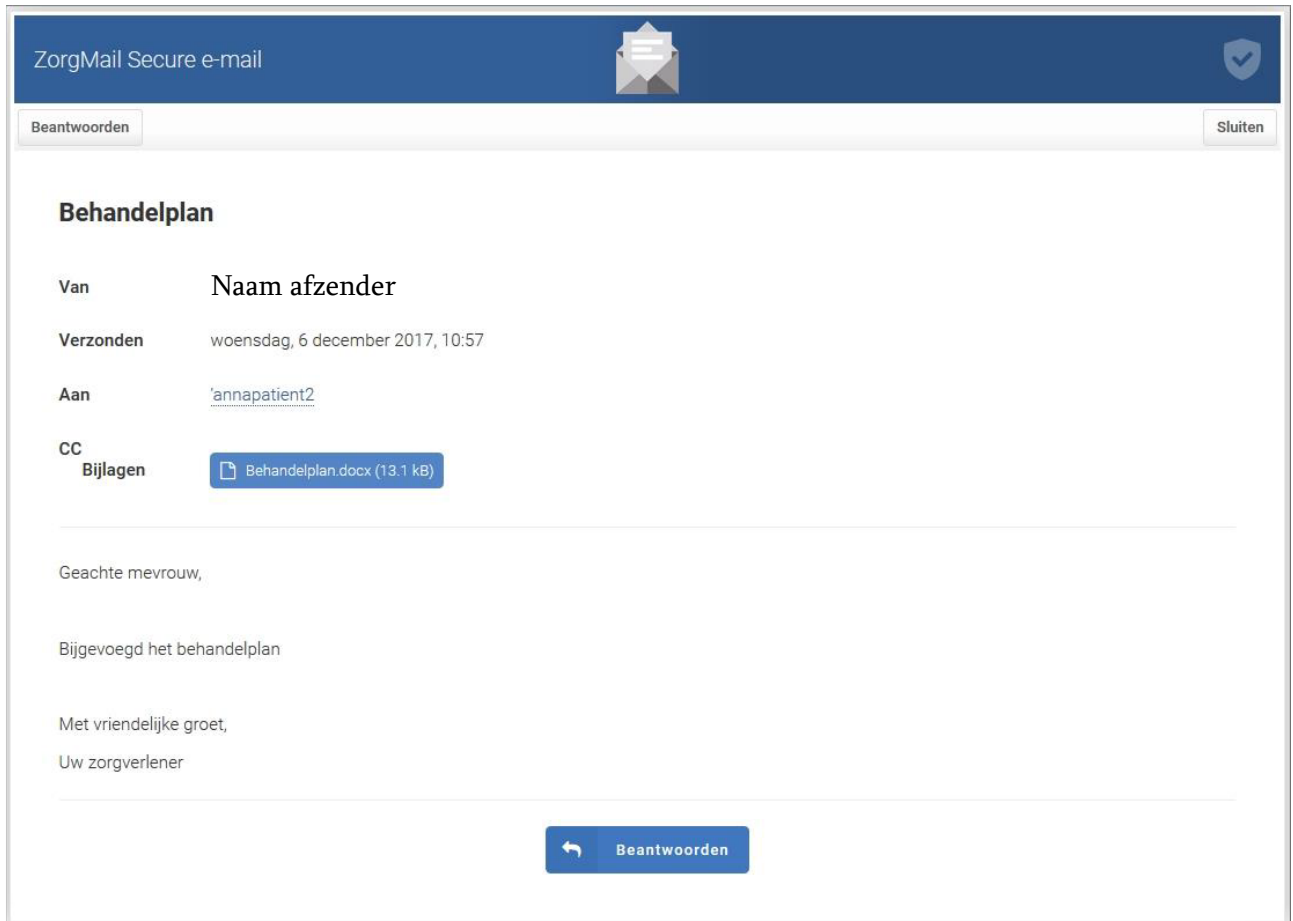 ZorgMail Secure e-mail
Beantwoorden Sluiten
Behandelplan
Van Naam afzender
Verzonden woensdag, 6 december 2017, 10:57
Aan 'annapatient2
CC
Bijlagen Behandelplan.docx (13.1 kB)
Geachte mevrouw,
Bijgevoegd het behandelplan
Met vriendelijke groet,
Uw zorgverlener
Beantwoorden